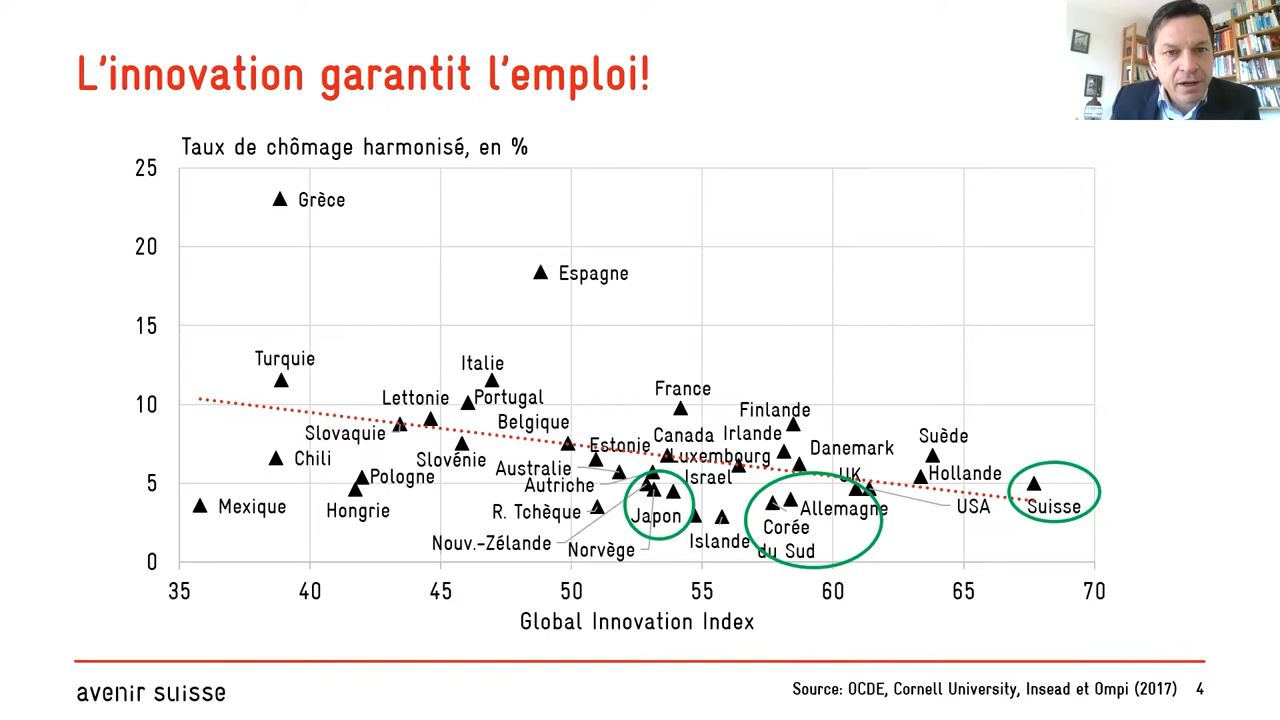 L'innovation garantit l'emploi!
Taux de chômage harmonisé, en %
25
Grèce
20
Espagne
15
Turquie
Italie
France
10
Lettonie
Portugal
Finlande
Belgique
Slovaquie
Estonie
Canada
Irlande
Suède
Danemark
Chili
Slovénie
Luxembourg
Australie
UK
Hollande
Pologne
Autriche
Israel
5
Mexique
Hongrie
R. Tchèque
Japon
Allemagne
USA
Suisse
Corée
du Sud
Nouv.-Zélande
Norvège
Islande
0
35 40 45 50 55 60 65 70
Global Innovation Index
avenir suisse
Source: OCDE, Cornell University, Insead et Ompi (2017) 4